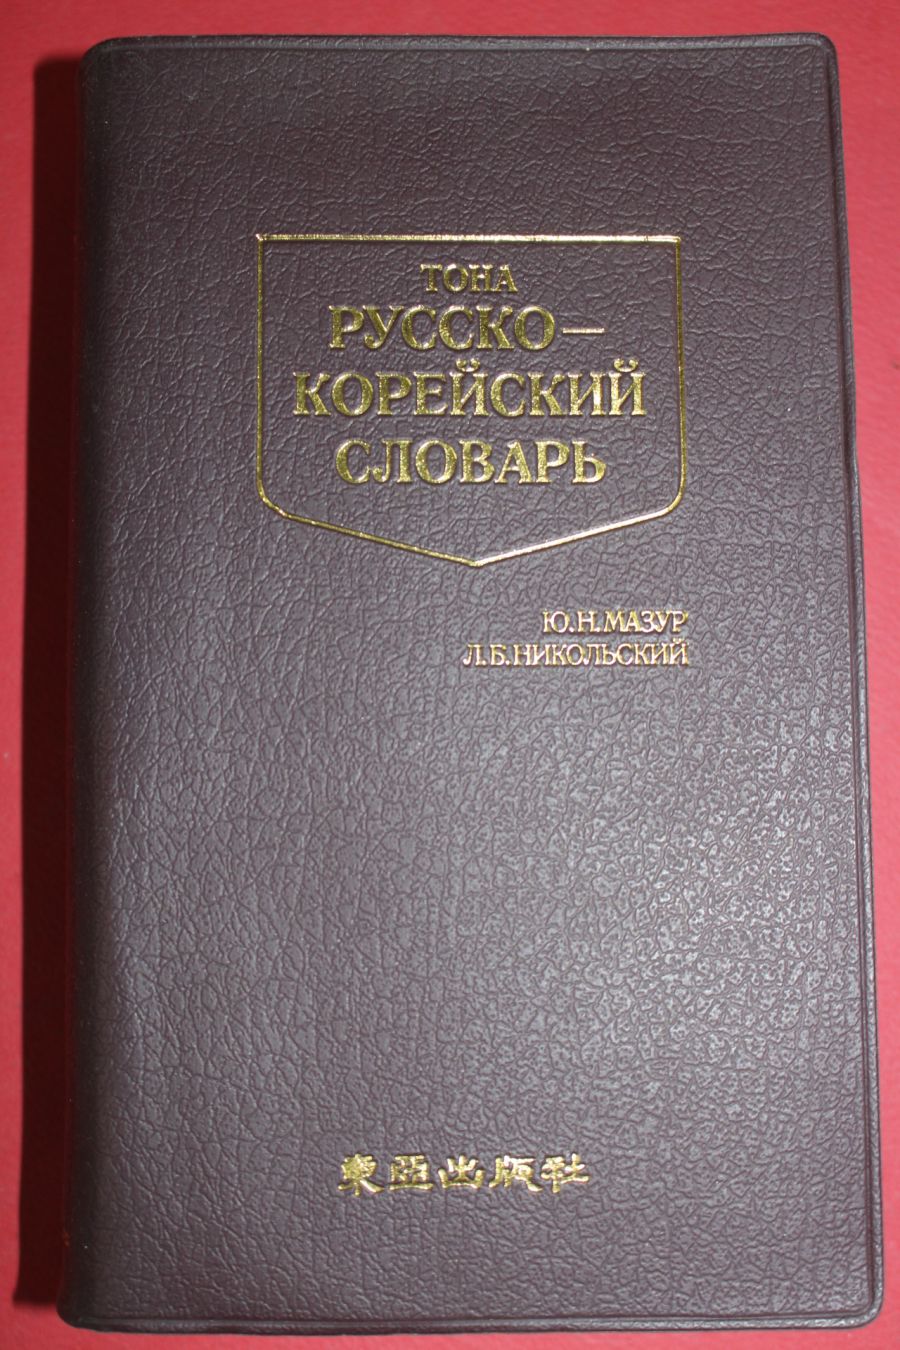 ТОНА
РУССКО—
КОРЕЙСКИЙ
СЛОВАРЬ
Ю.Н.МАЗУР
Л.Б.НИКОЛЬСКИЙ
東亞出版社